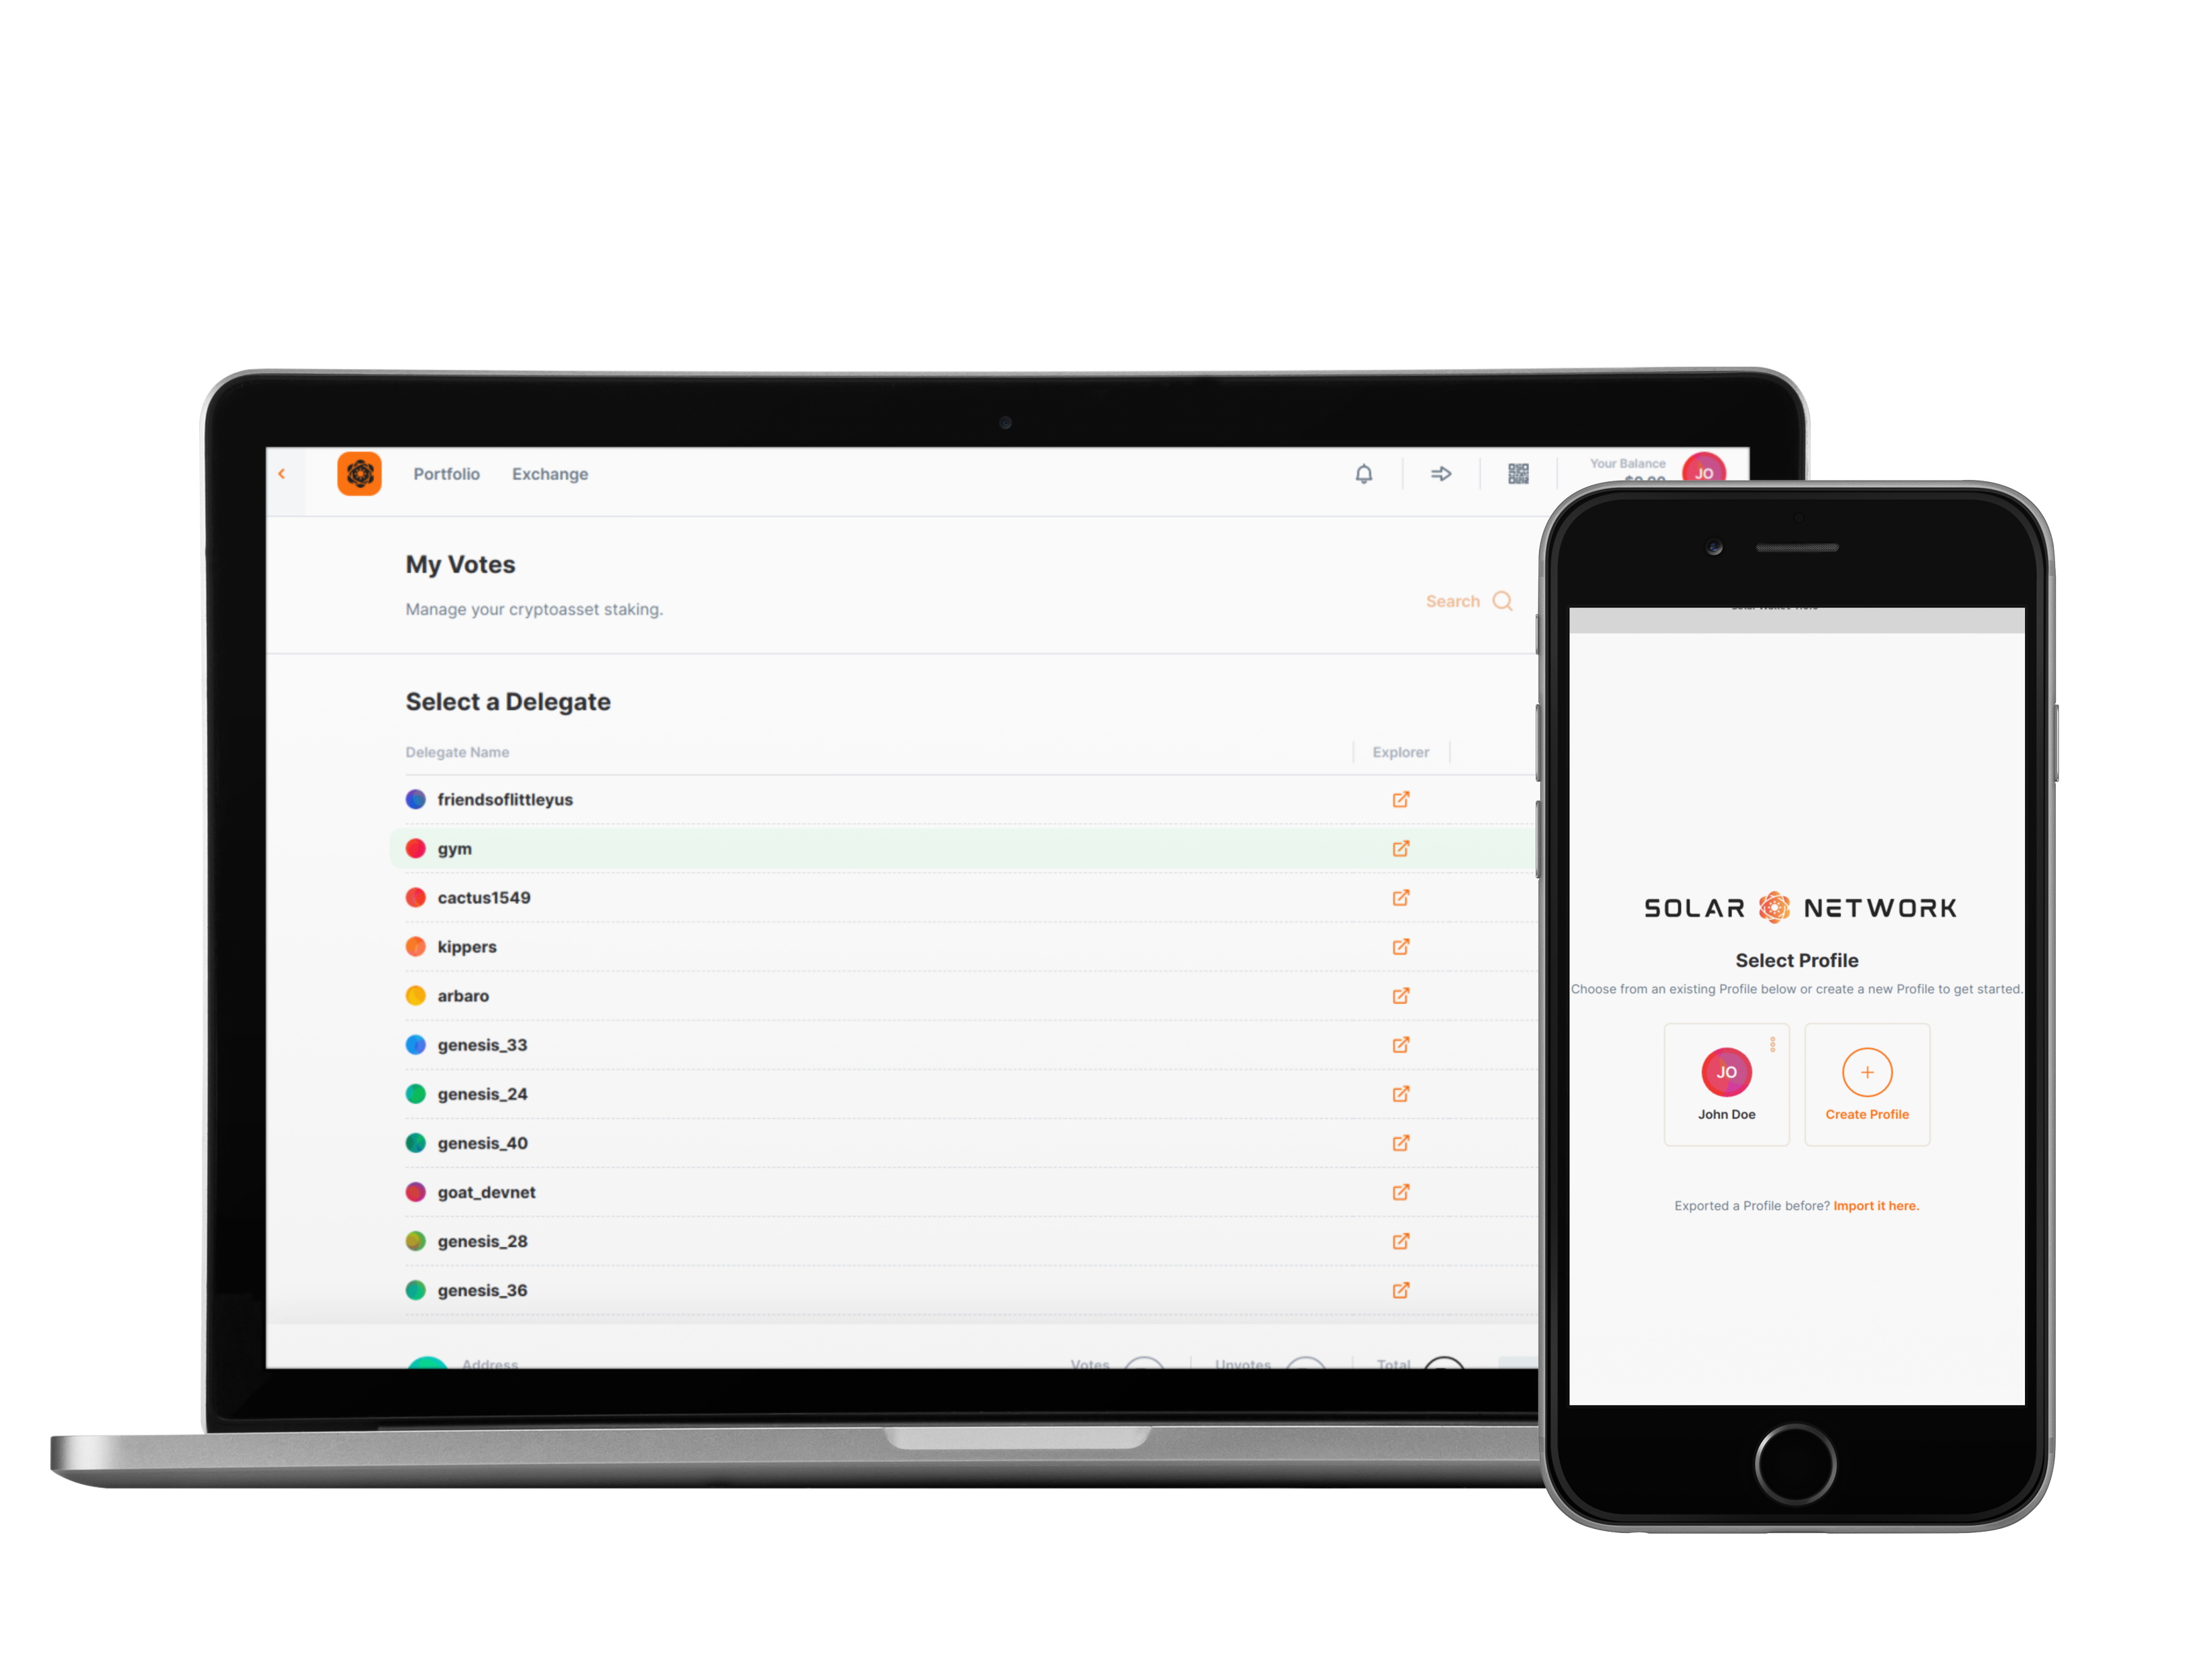 Portfolio
Exchange
Your Balance
JO
My Votes
Manage your cryptoasset staking.
Search
Select a Delegate
Delegate Name
Explorer
friendsoflittleyus
gym
cactus1549
kippers
arbaro
genesis_33
genesis_24
genesis_40
goat_devnet
genesis_28
genesis_36
Address
Votes
Unvotes
Total
SOLAR NETWORK
Select Profile
Choose from an existing Profile below or create a new Profile to get started.
JO
John Doe
Create Profile
Exported a Profile before? Import it here.